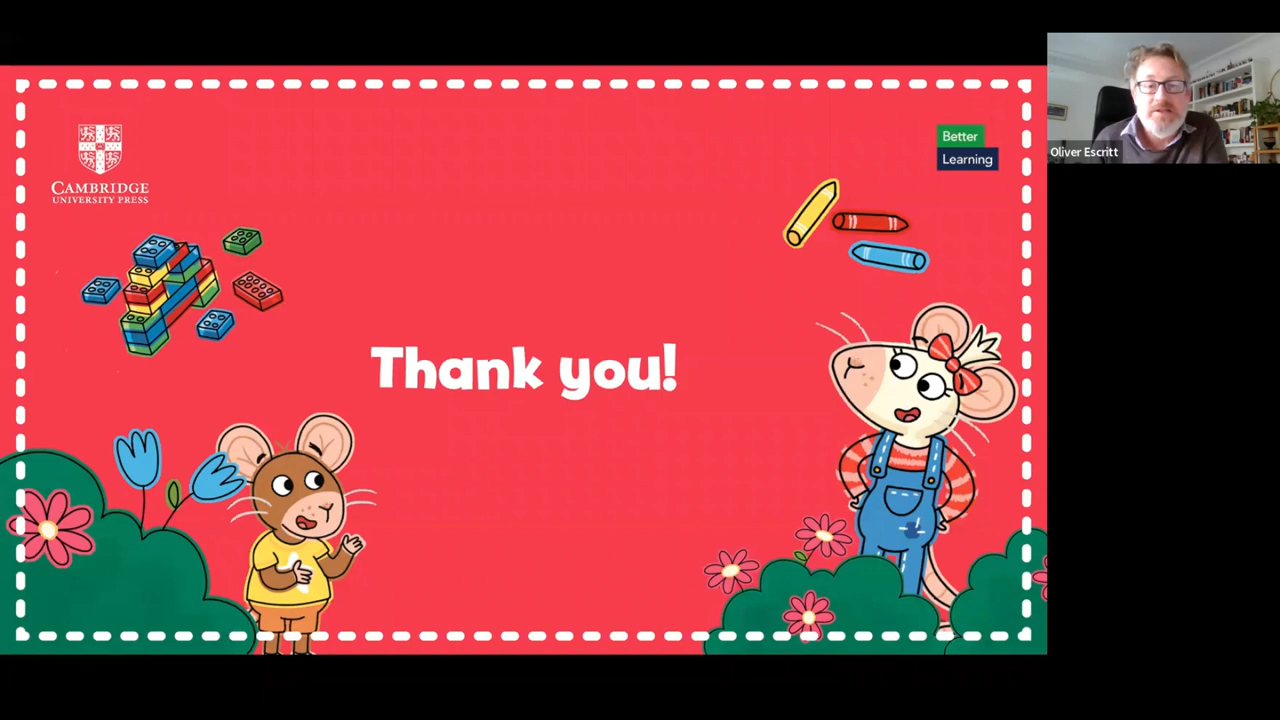 CAMBRIDGE
UNIVERSITY PRESS
Better
Learning
Thank you!
Oliver Escritt